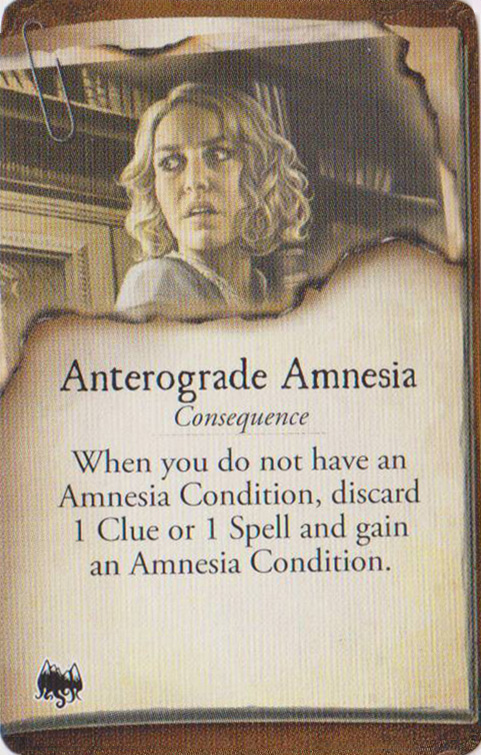 Anterograde Amnesia
Consequence
When you do not have an
Amnesia Condition, discard
1 Clue or 1 Spell and gain
an Amnesia Condition.